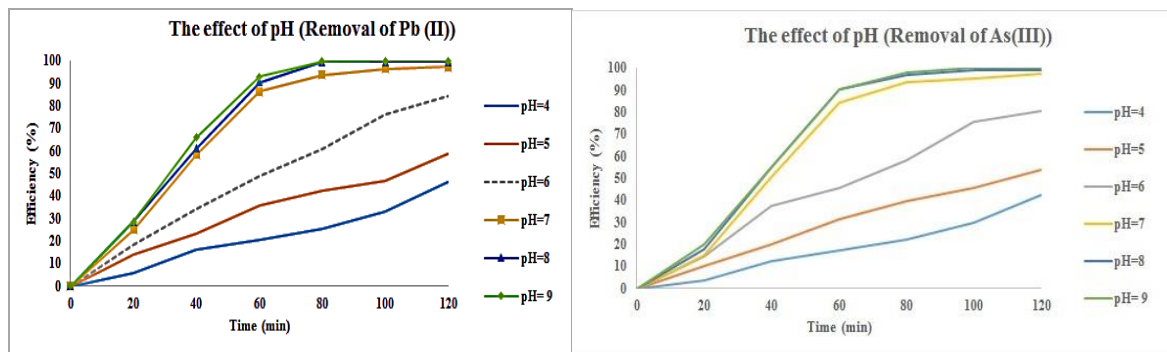 The effect of pH (Removal of Pb (II))
100
90
80
70
60
50
40
30
20
10
0
Efficiency (%)
0 20 40 60 80 100 120
Time (min)
pH=4
pH=5
pH=6
pH=7
pH=8
pH= 9
The effect of pH (Removal of As(III))
100
90
80
70
60
50
40
30
20
10
0
Efficiency (%)
0 20 40 60 80 100 120
Time (min)
pH=4
pH=5
pH=6
pH=7
pH=8
pH=9